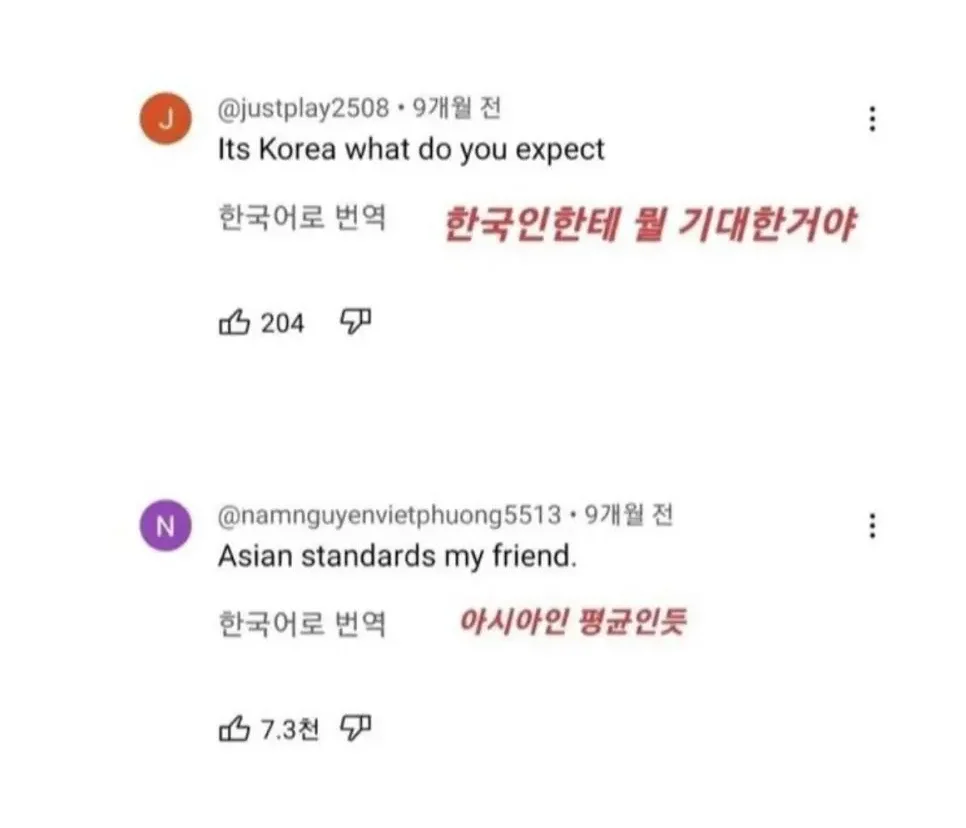 J
@justplay2508 • 9개월 전
Its Korea what do you expect
한국어로 번역 한국인한테 뭘 기대한거야
204
N
@namnguyenvietphuong5513 • 9개월 전
Asian standards my friend.
한국어로 번역 아시아인 평균인듯
7.3천